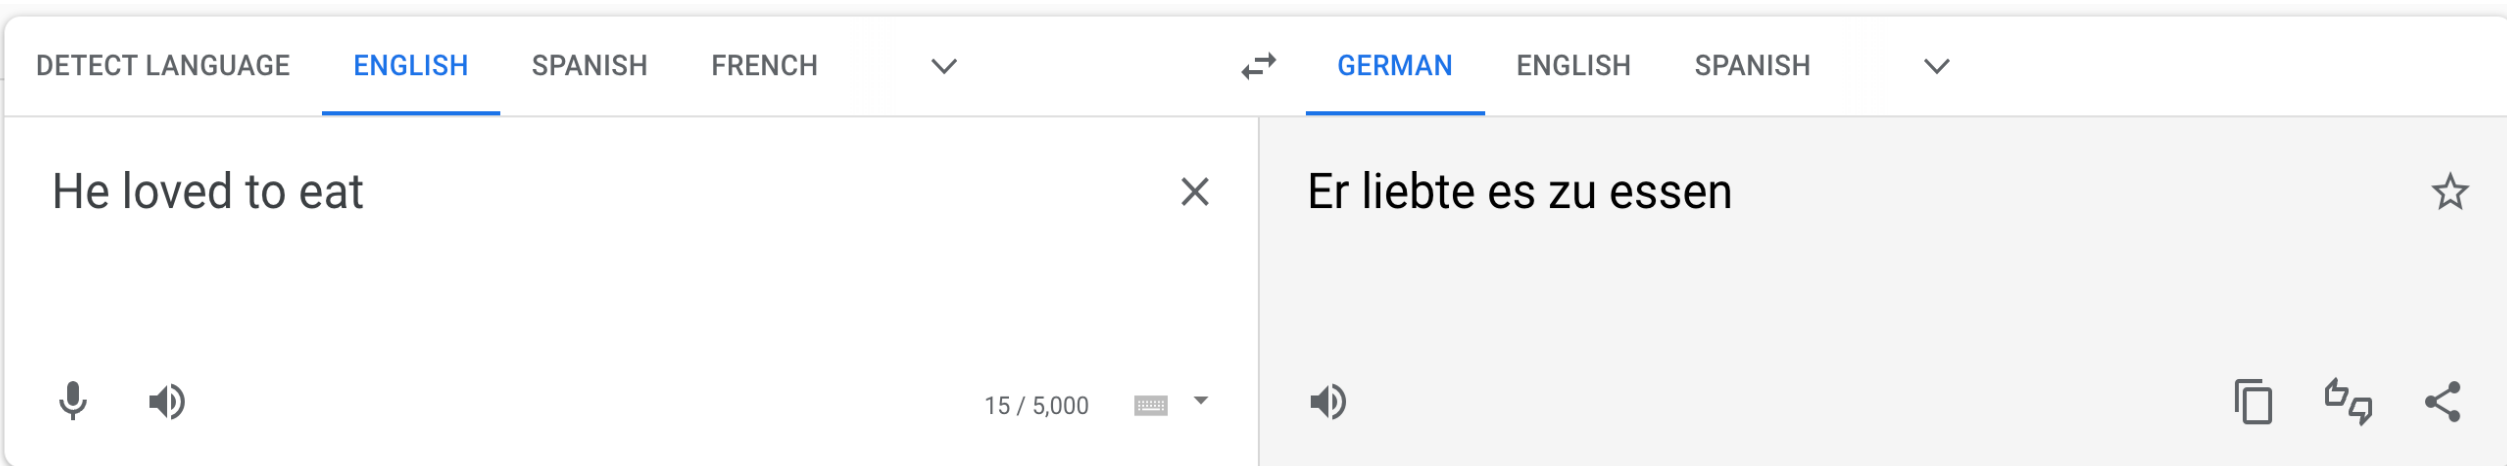 DETECT LANGUAGE ENGLISH SPANISH FRENCH GERMAN ENGLISH SPANISH
He loved to eat
Er liebte es zu essen
15 / 5,000